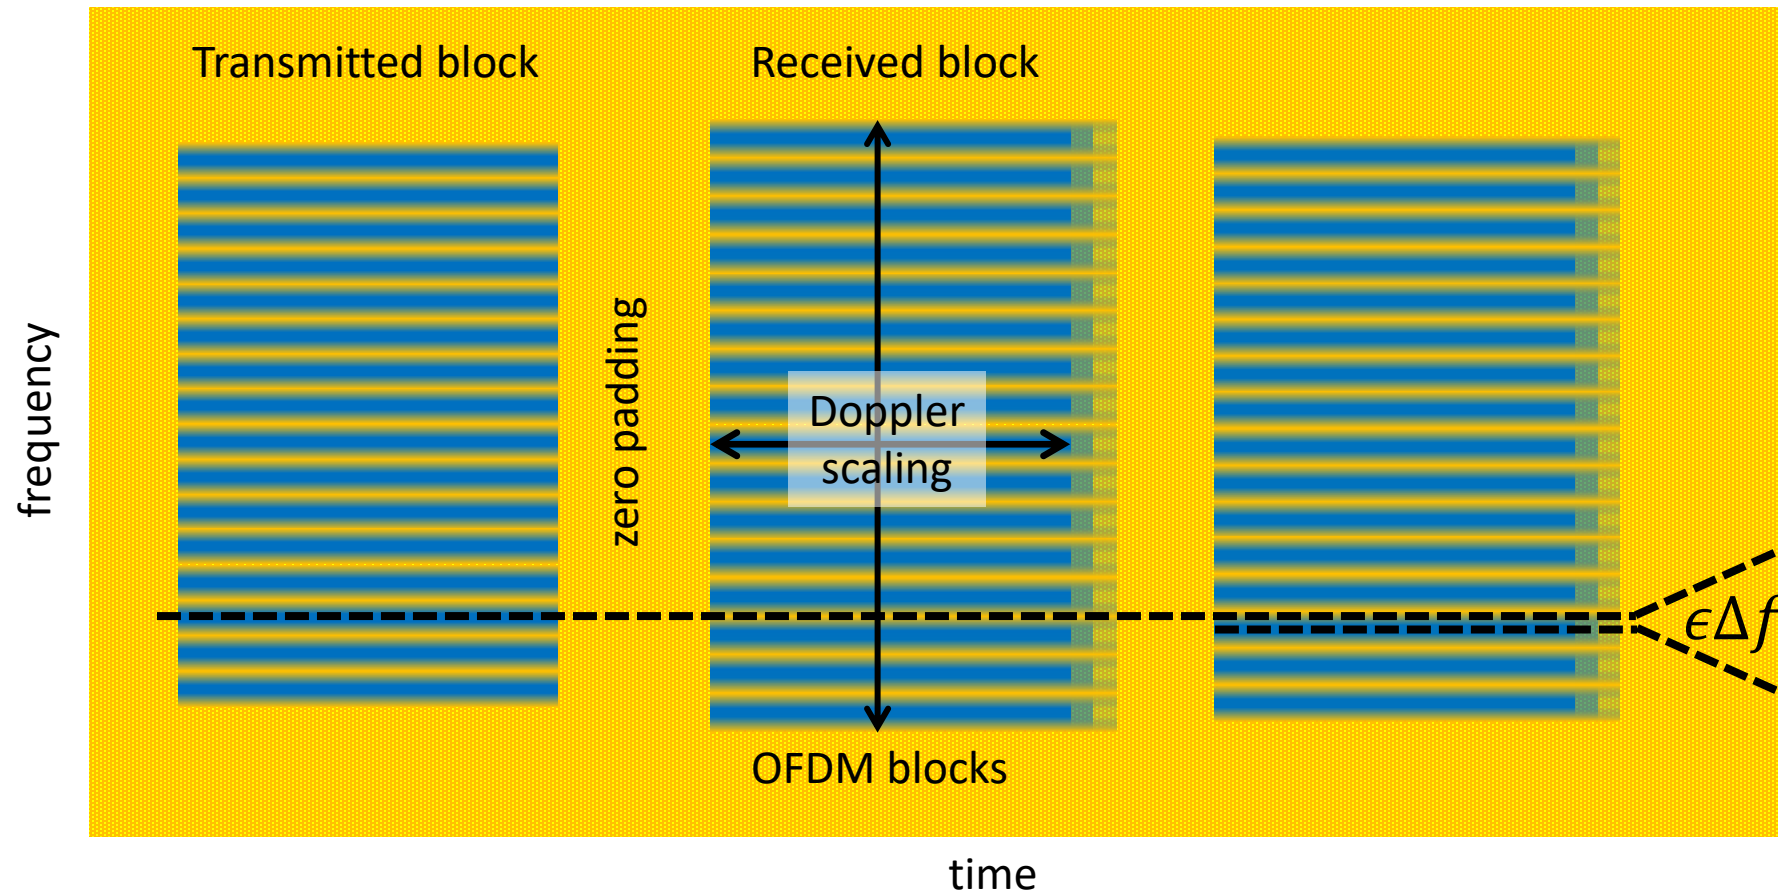 Transmitted block
Received block
frequency
zero padding
Doppler
scaling
ϵΔf
OFDM blocks
time